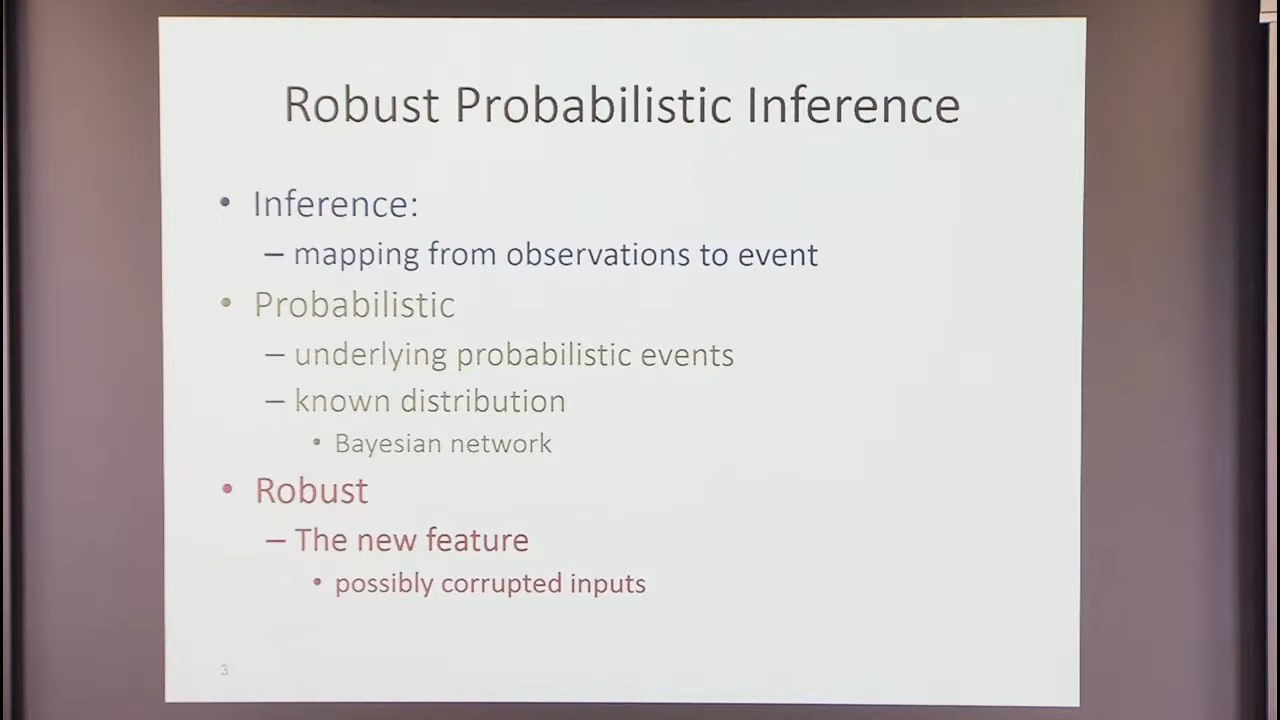 Robust Probabilistic Inference
• Inference:
– mapping from observations to event
• Probabilistic
– underlying probabilistic events
– known distribution
• Bayesian network
• Robust
– The new feature
• possibly corrupted inputs
3